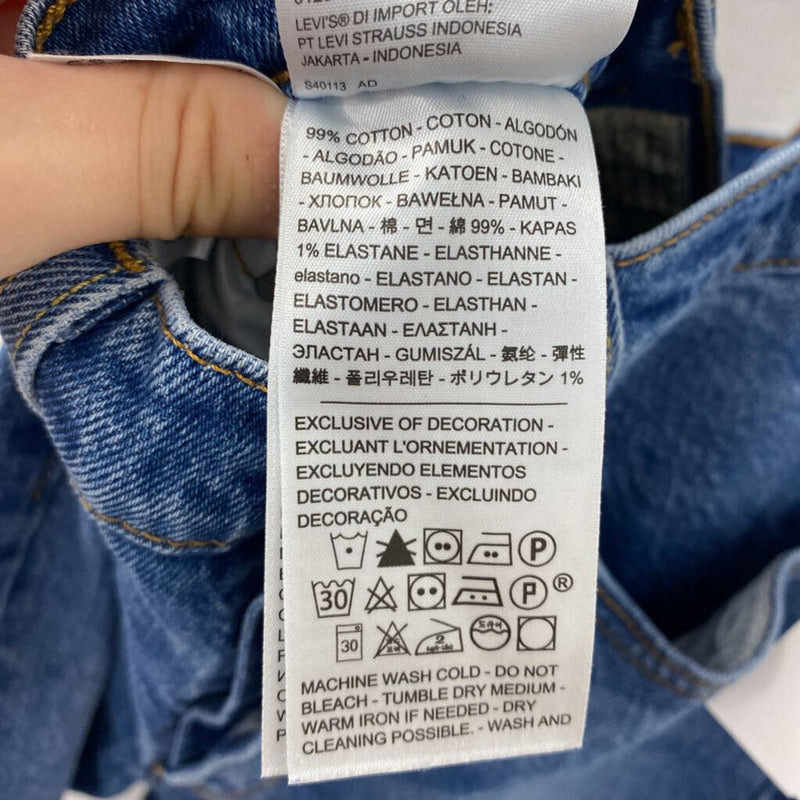 LEVI'S® DI IMPORT OLEH:
PT LEVI STRAUSS INDONESIA
JAKARTA - INDONESIA
S40113 AD
99% COTTON - COTON - ALGODÓN
- ALGODÃO - PAMUK - COTONE -
BAUMWOLLE - KATOEN - BAMBAKI
- ХЛОПОК - BAWEŁNA - PAMUT -
BAVLNA - 棉 - 면 - 綿 99% - KAPAS
1% ELASTANE - ELASTHANNE -
elastano - ELASTANO - ELASTAN -
ELASTOMERO - ELASTHAN -
ELASTAAN - ΕΛΑΣΤΑΝΗ -
ЭЛАСТАН - GUMISZÁL - 氨纶 - 彈性
纖維 - 폴리우레탄 - ポリウレタン 1%
EXCLUSIVE OF DECORATION -
EXCLUANT L'ORNEMENTATION -
EXCLUYENDO ELEMENTOS
DECORATIVOS - EXCLUINDO
DECORAÇÃO
P
30 P ®
30 2 드라이
MACHINE WASH COLD - DO NOT
BLEACH - TUMBLE DRY MEDIUM -
WARM IRON IF NEEDED - DRY
CLEANING POSSIBLE. - WASH AND